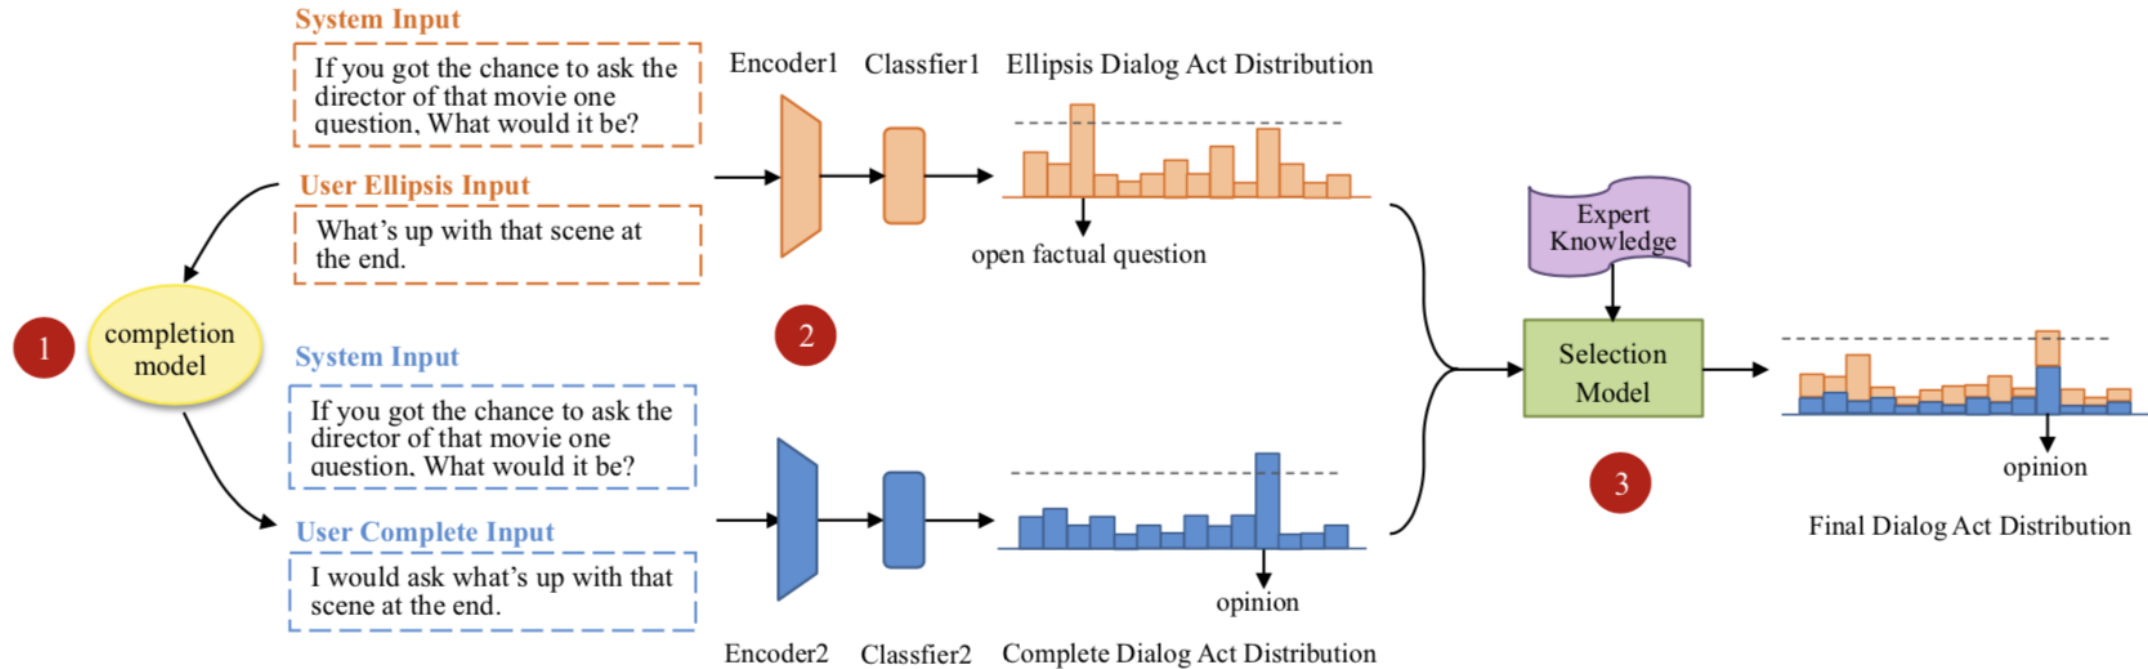 System Input
If you got the chance to ask the
director of that movie one
question, What would it be?
User Ellipsis Input
What's up with that scene at
the end.
1
completion
model
System Input
If you got the chance to ask the
director of that movie one
question, What would it be?
User Complete Input
I would ask what's up with that
scene at the end.
Encoder1
Classfier1
Ellipsis Dialog Act Distribution
open factual question
2
opinion
Encoder2
Classfier2
Complete Dialog Act Distribution
Expert
Knowledge
Selection
Model
3
opinion
Final Dialog Act Distribution